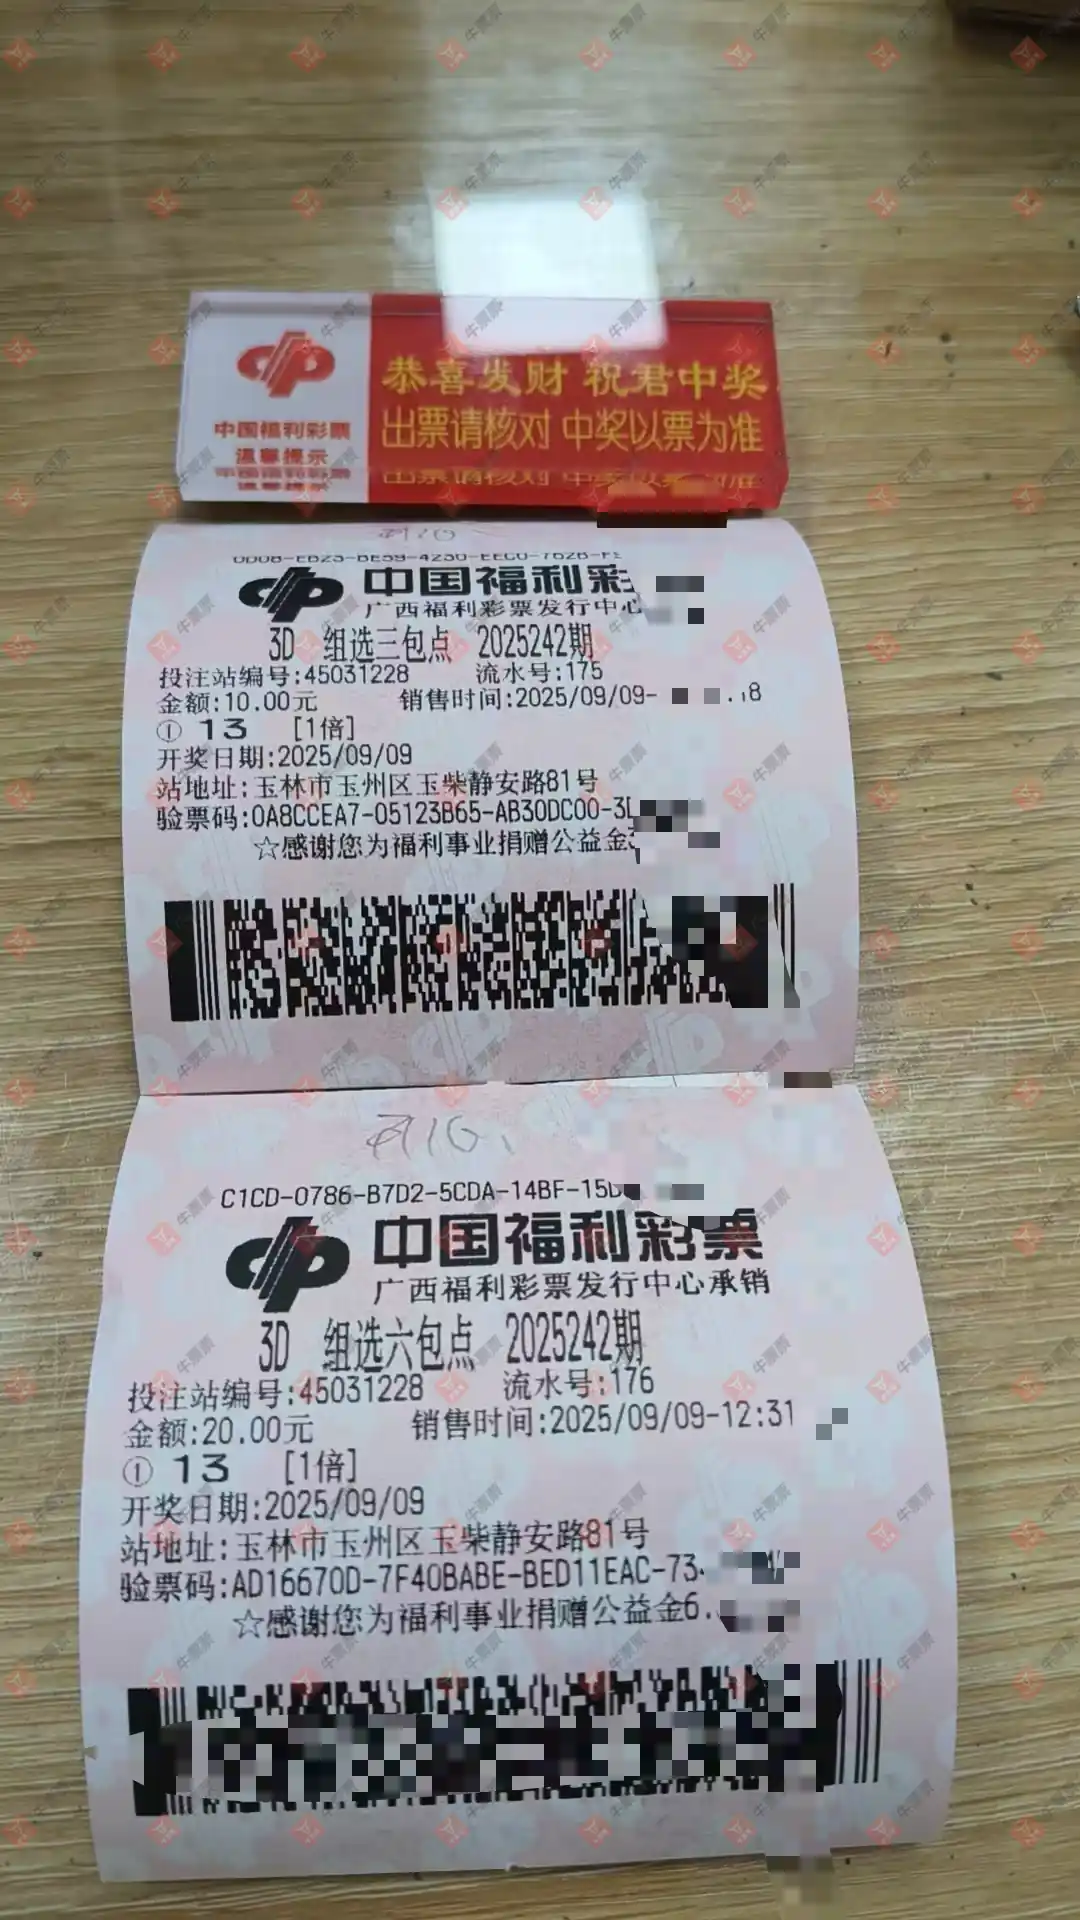 中国福利彩票
温馨提示
恭喜发财 祝君中奖
出票请核对 中奖以票为准
中国福利彩
广西福利彩票发行中心
3D 组选三包点 2025242期
投注站编号:45031228 流水号:175
金额:10.00元 销售时间:2025/09/09-
① 13 [1倍]
开奖日期:2025/09/09
站地址:玉林市玉州区玉柴静安路81号
验票码:0A8CCEA7-05123B65-AB30DC00-3
☆感谢您为福利事业捐赠公益金
C1CD-0786-B7D2-5CDA-14BF-15
中国福利彩票
广西福利彩票发行中心承销
3D 组选六包点 2025242期
投注站编号:45031228 流水号:176
金额:20.00元 销售时间:2025/09/09-12:31
① 13 [1倍]
开奖日期:2025/09/09
站地址:玉林市玉州区玉柴静安路81号
验票码:AD16670D-7F40BABE-BED11EAC-73
☆感谢您为福利事业捐赠公益金6.
牛票票